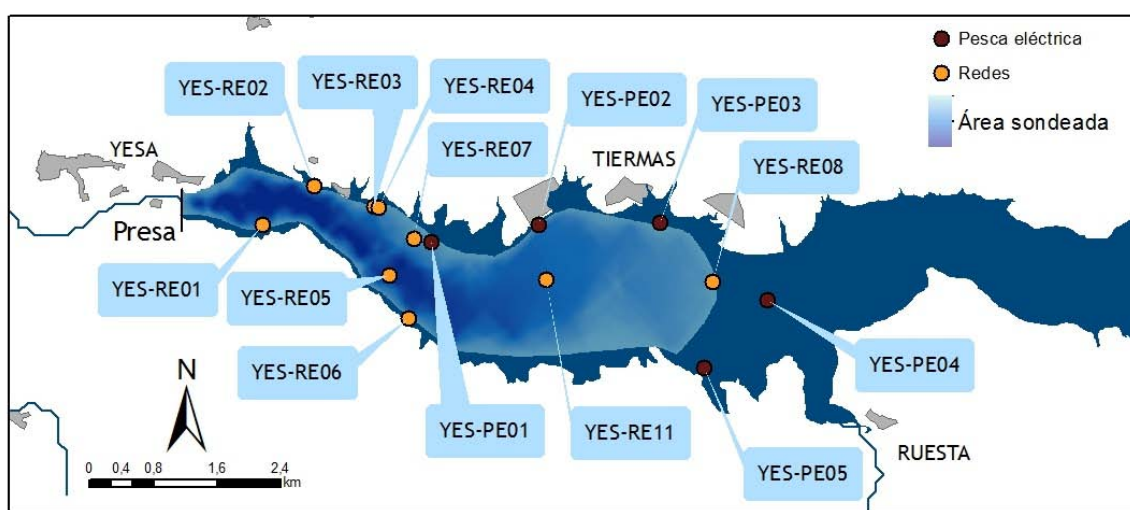 Pesca eléctrica
Redes
Área sondeada
YES-RE02
YES-RE03
YES-RE04
YES-PE02
YES-PE03
YES-RE07
YES-RE08
YESA
TIERMAS
Presa
YES-RE01
YES-RE05
YES-RE06
YES-PE01
YES-RE11
YES-PE04
YES-PE05
RUESTA
N
0 0,4 0,8 1,6 2,4
km